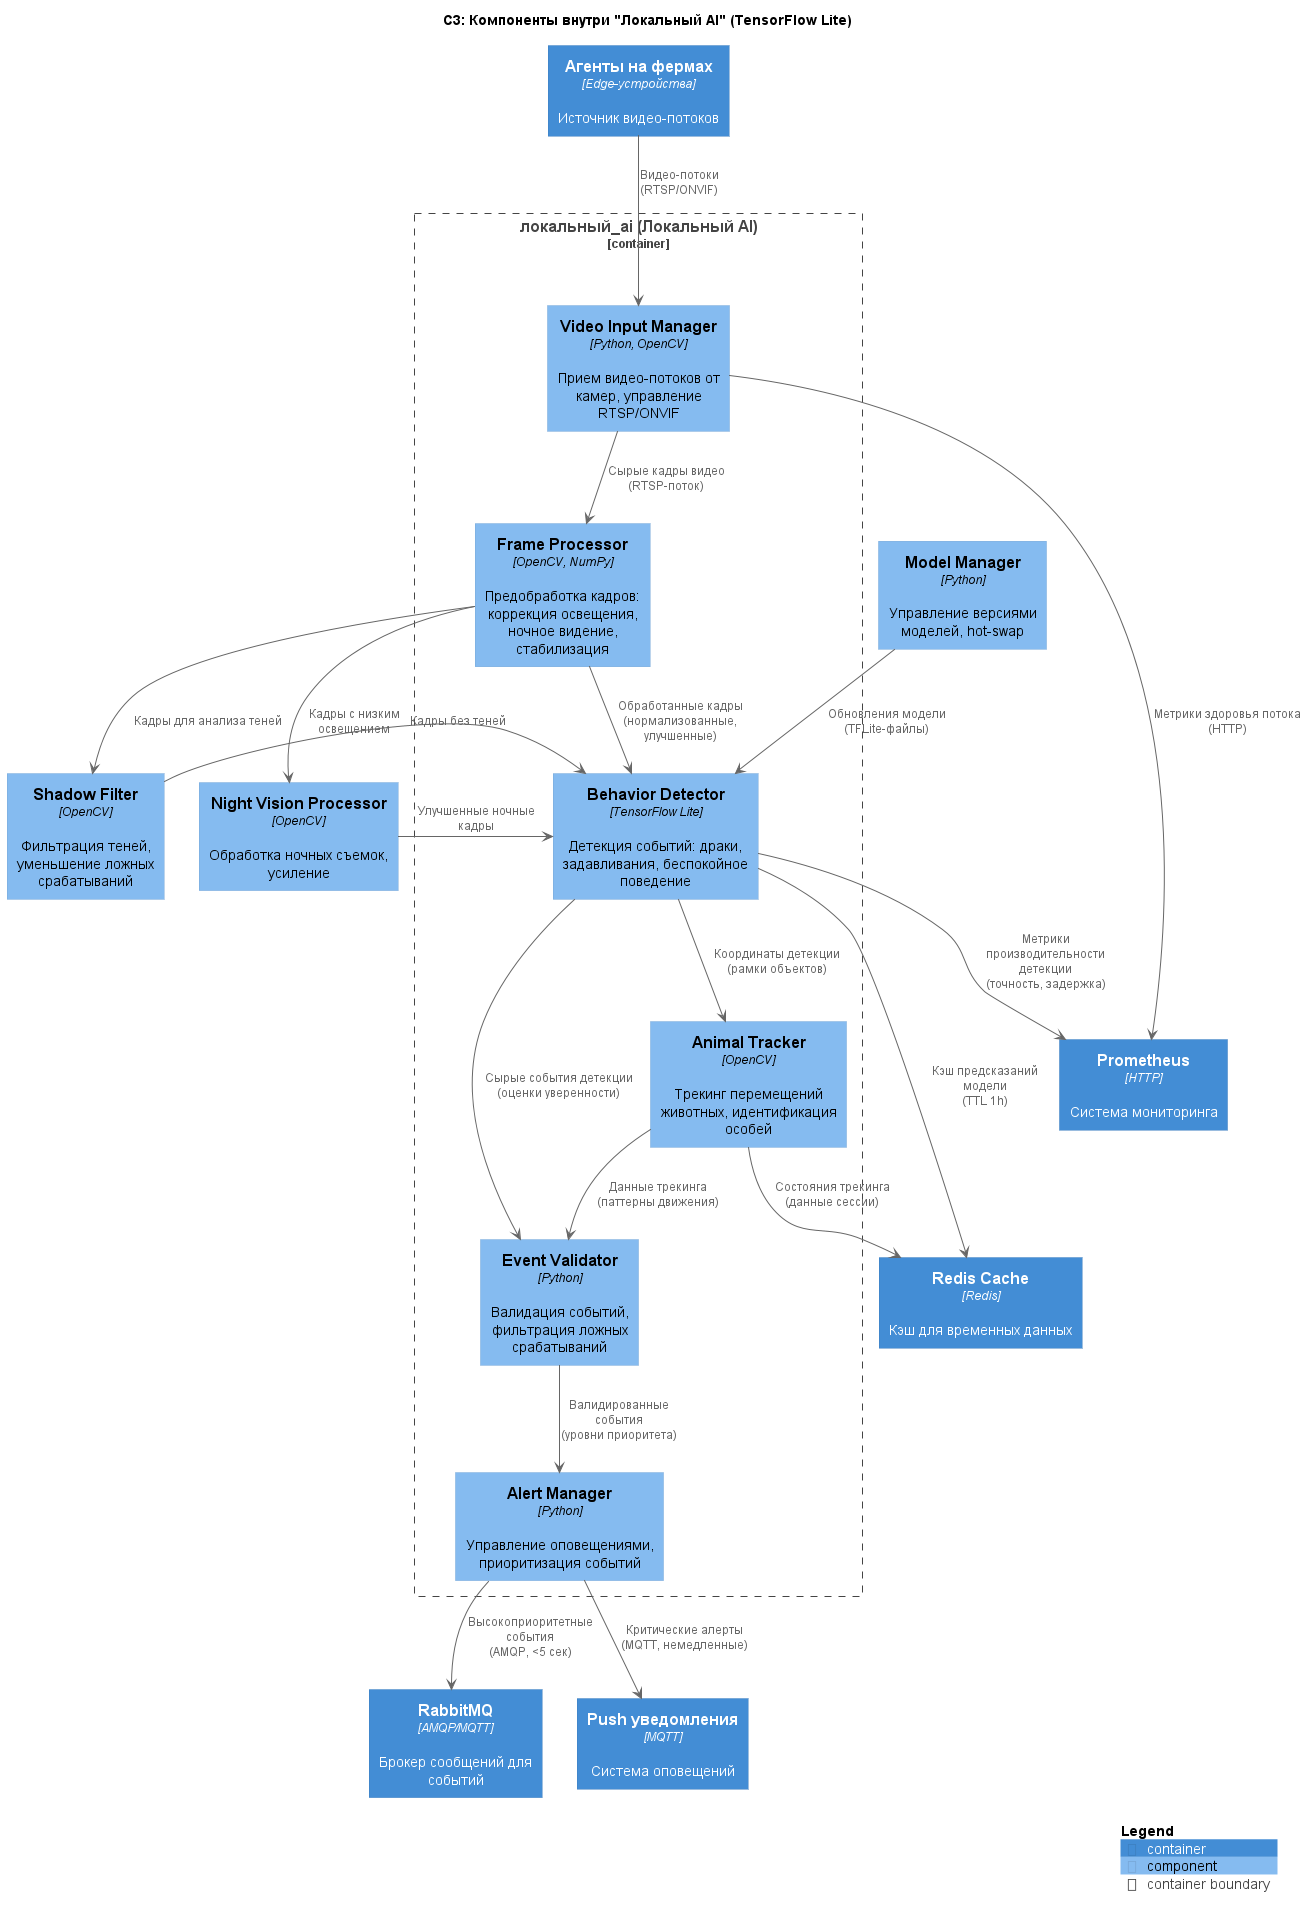 C3: Компоненты внутри "Локальный AI" (TensorFlow Lite)
Агенты на фермах
[Edge-устройства]
Источник видео-потоков
Видео-потоки
(RTSP/ONVIF)
локальный_ai (Локальный AI)
[container]
Video Input Manager
[Python, OpenCV]
Прием видео-потоков от
камер, управление
RTSP/ONVIF
Сырые кадры видео
(RTSP-поток)
Frame Processor
[OpenCV, NumPy]
Предобработка кадров:
коррекция освещения,
ночное видение,
стабилизация
Model Manager
[Python]
Управление версиями
моделей, hot-swap
Кадры для анализа теней
Кадры с низким
освещением
Кадры без теней
Обработанные кадры
(нормализованные,
улучшенные)
Обновления модели
(TFLite-файлы)
Метрики здоровья потока
(HTTP)
Shadow Filter
[OpenCV]
Фильтрация теней,
уменьшение ложных
срабатываний
Night Vision Processor
[OpenCV]
Обработка ночных съемок,
усиление
Улучшенные ночные
кадры
Behavior Detector
[TensorFlow Lite]
Детекция событий: драки,
задавливания, беспокойное
поведение
Координаты детекции
(рамки объектов)
Метрики
производительности
детекции
(точность, задержка)
Animal Tracker
[OpenCV]
Трекинг перемещений
животных, идентификация
особей
Prometheus
[HTTP]
Система мониторинга
Сырые события детекции
(оценки уверенности)
Кэш предсказаний
модели
(TTL 1h)
Данные трекинга
(паттерны движения)
Состояния трекинга
(данные сессии)
Event Validator
[Python]
Валидация событий,
фильтрация ложных
срабатываний
Redis Cache
[Redis]
Кэш для временных данных
Валидированные
события
(уровни приоритета)
Alert Manager
[Python]
Управление оповещениями,
приоритизация событий
Высокоприоритетные
события
(AMQP, <5 сек)
Критические алерты
(MQTT, немедленные)
RabbitMQ
[AMQP/MQTT]
Брокер сообщений для
событий
Push уведомления
[MQTT]
Система оповещений
Legend
container
component
container boundary